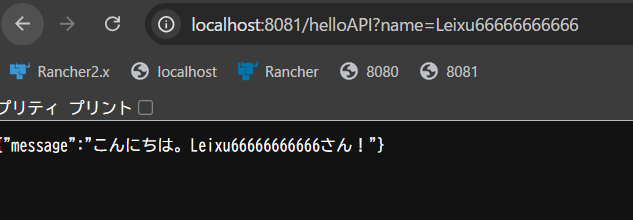 localhost:8081/helloAPI?name=Leixu66666666666
Rancher2.x localhost Rancher 8080 8081
プリティ プリント
{"message":"こんにちは。Leixu66666666666さん！"}